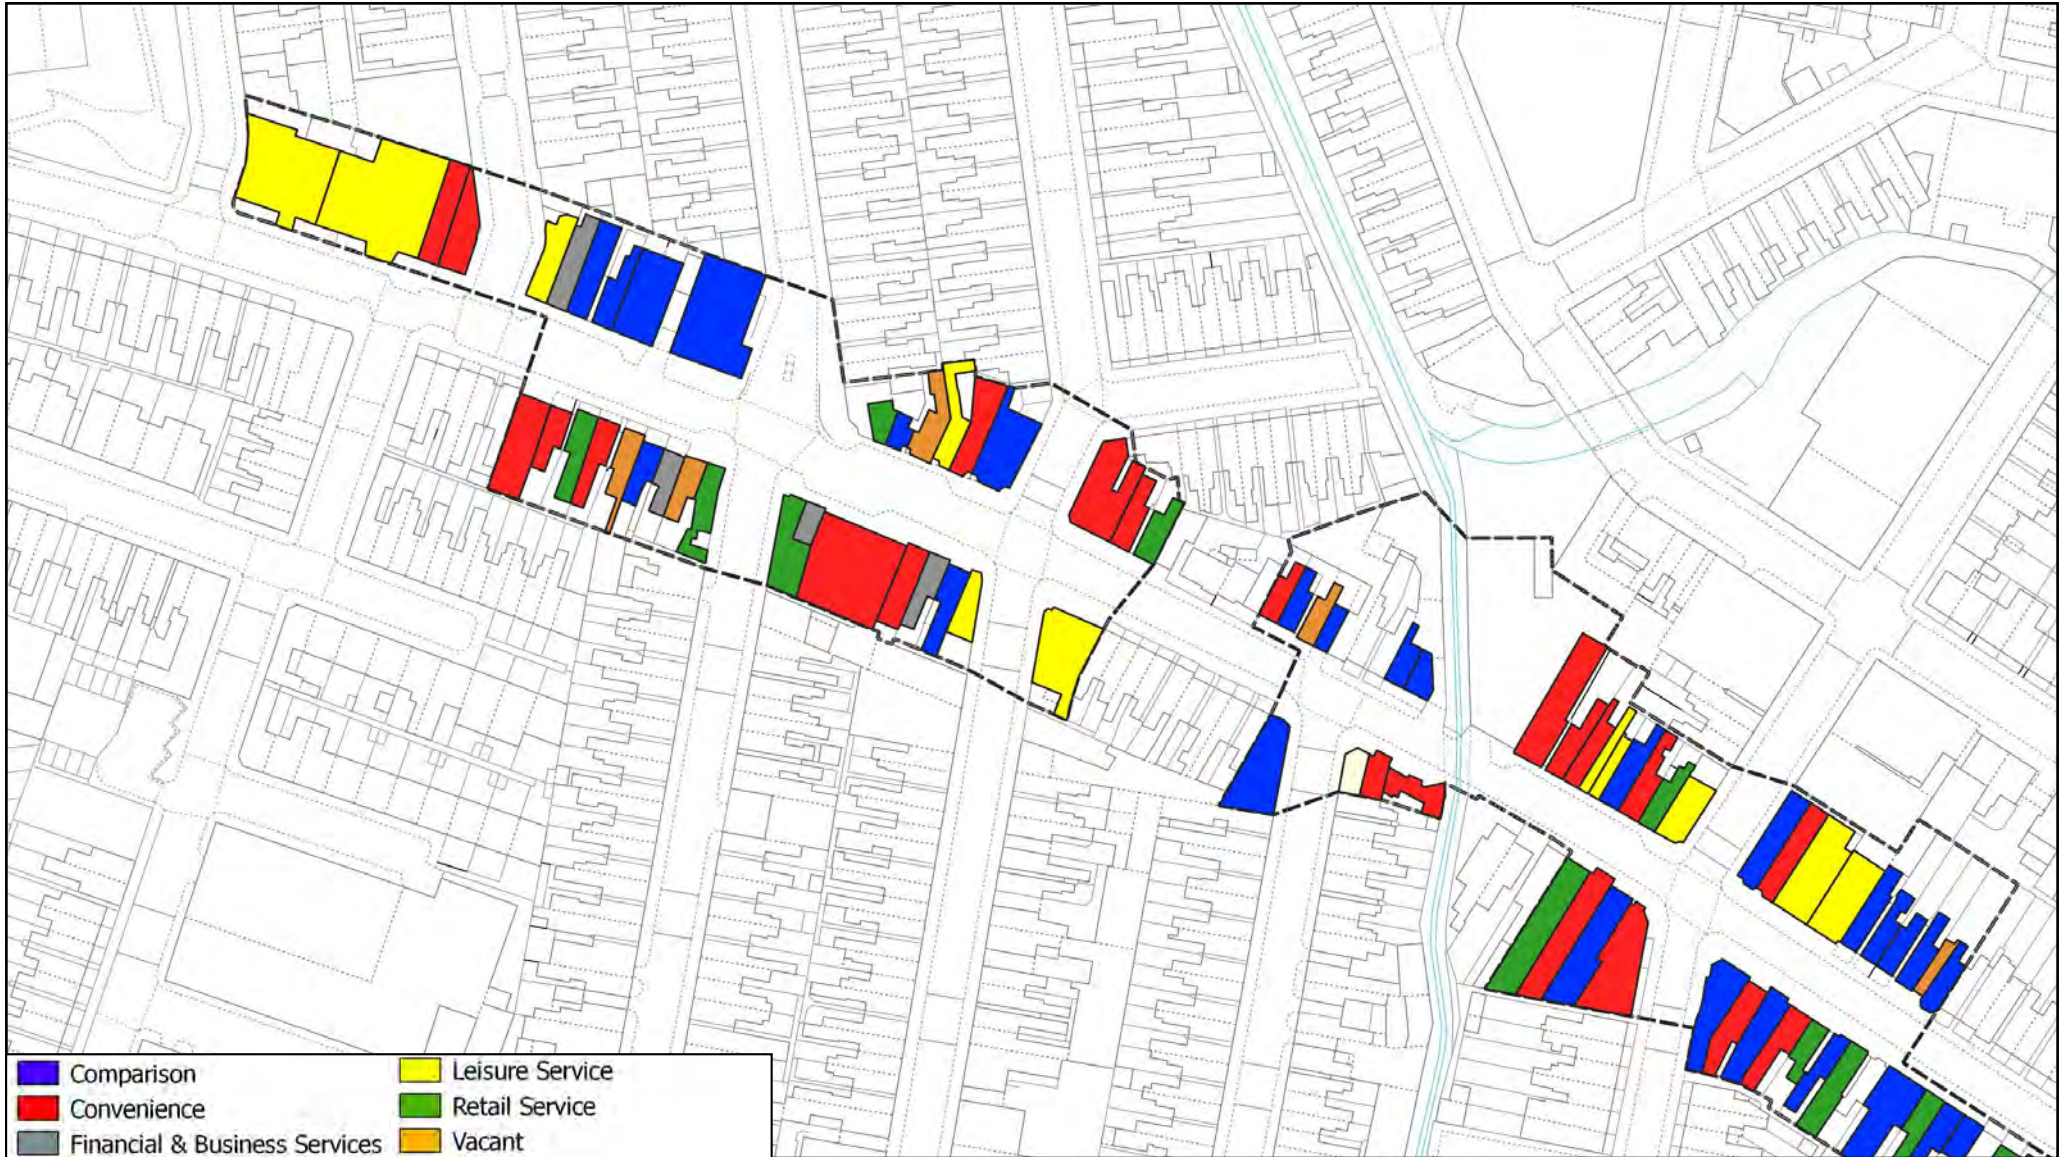 Comparison
Convenience
Financial & Business Services
Leisure Service
Retail Service
Vacant